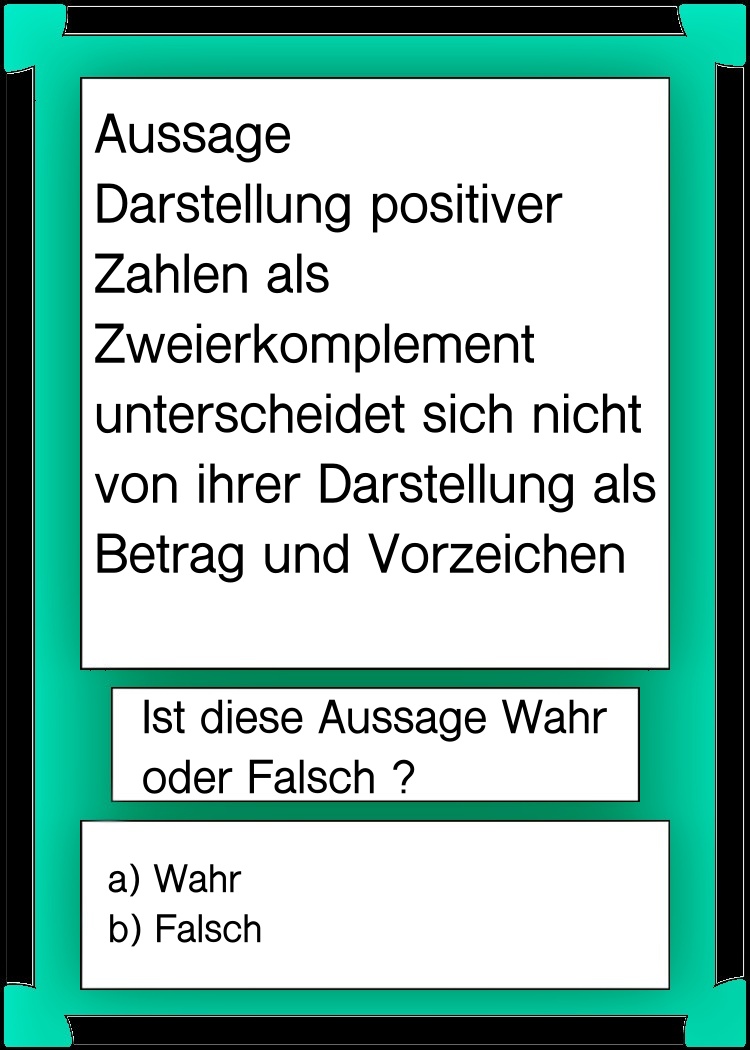 Aussage
Darstellung positiver
Zahlen als
Zweierkomplement
unterscheidet sich nicht
von ihrer Darstellung als
Betrag und Vorzeichen
Ist diese Aussage Wahr
oder Falsch ?
a) Wahr
b) Falsch